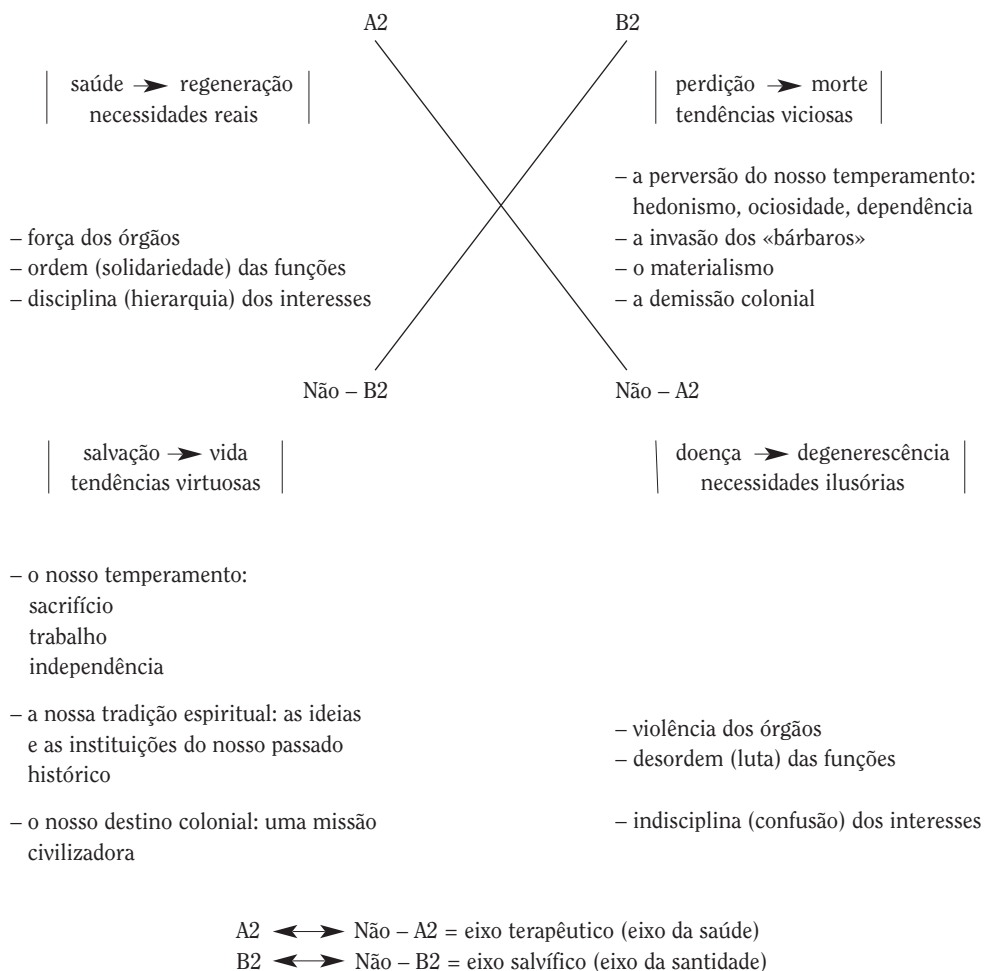 A2
B2
saúde → regeneração
necessidades reais
perdição → morte
tendências viciosas
– força dos órgãos
– ordem (solidariedade) das funções
– disciplina (hierarquia) dos interesses
– a perversão do nosso temperamento:
hedonismo, ociosidade, dependência
– a invasão dos «bárbaros»
– o materialismo
– a demissão colonial
Não – B2
Não – A2
salvação → vida
tendências virtuosas
doença → degenerescência
necessidades ilusórias
– o nosso temperamento:
sacrifício
trabalho
independência
– a nossa tradição espiritual: as ideias
e as instituições do nosso passado
histórico
– o nosso destino colonial: uma missão
civilizadora
– violência dos órgãos
– desordem (luta) das funções
– indisciplina (confusão) dos interesses
A2 ↔ Não – A2 = eixo terapêutico (eixo da saúde)
B2 ↔ Não – B2 = eixo salvífico (eixo da santidade)